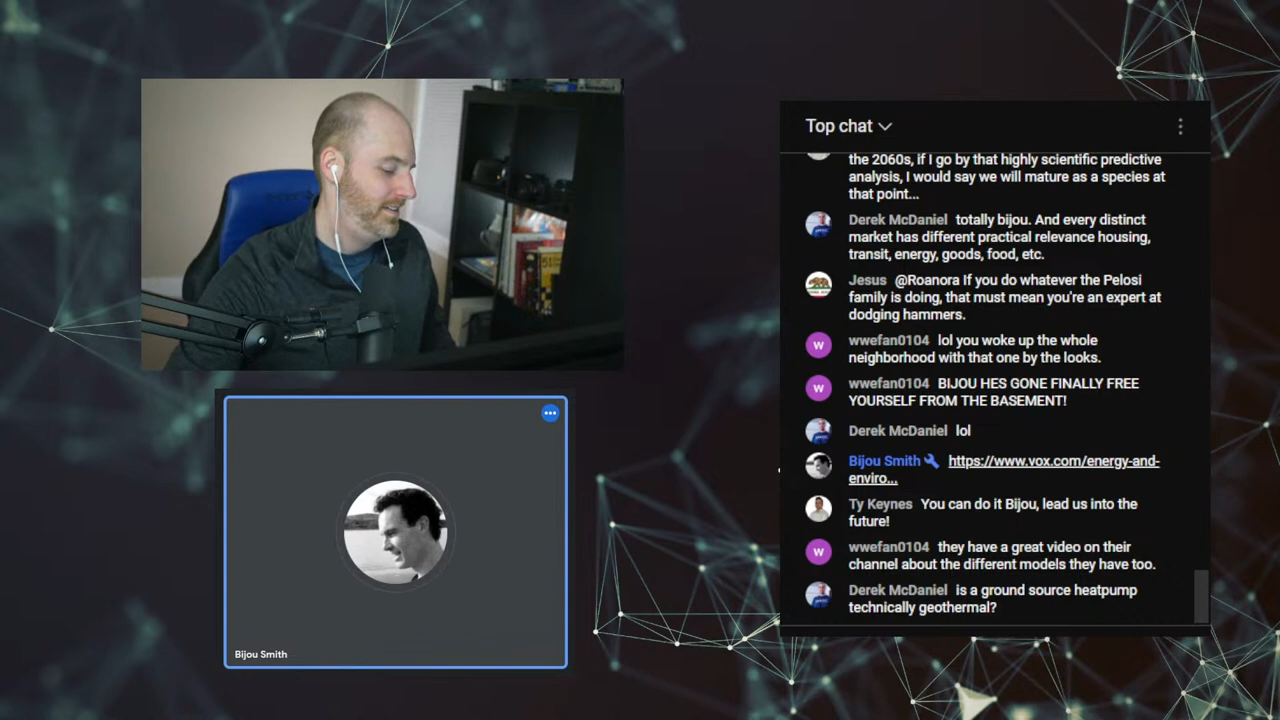 Top chat
the 2060s, if I go by that highly scientific predictive
analysis, I would say we will mature as a species at
that point...
Derek McDaniel totally bijou. And every distinct
market has different practical relevance housing,
transit, energy, goods, food, etc.
Jesus @Roanora If you do whatever the Pelosi
family is doing, that must mean you're an expert at
dodging hammers.
W wwefan0104 lol you woke up the whole
neighborhood with that one by the looks.
W wwefan0104 BIJOU HES GONE FINALLY FREE
YOURSELF FROM THE BASEMENT!
Derek McDaniel lol
Bijou Smith https://www.vox.com/energy-and-
enviro...
Ty Keynes You can do it Bijou, lead us into the
future!
W wwefan0104 they have a great video on their
channel about the different models they have too.
Derek McDaniel is a ground source heatpump
technically geothermal?
Bijou Smith